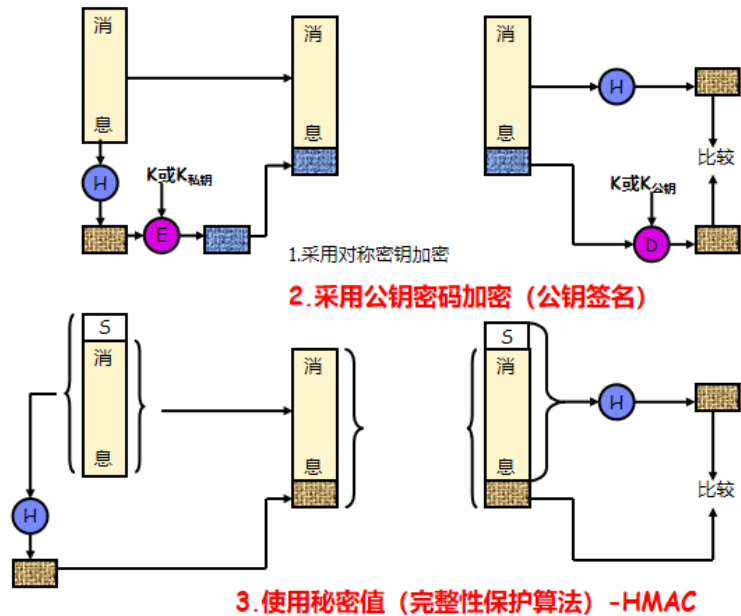 消
息
H
K或K私钥
E
消
息
1.采用对称密钥加密
消
息
H
K或K公钥
D
比较
2.采用公钥密码加密（公钥签名）
S
消
息
H
消
息
S
消
息
H
比较
3.使用秘密值（完整性保护算法）-HMAC